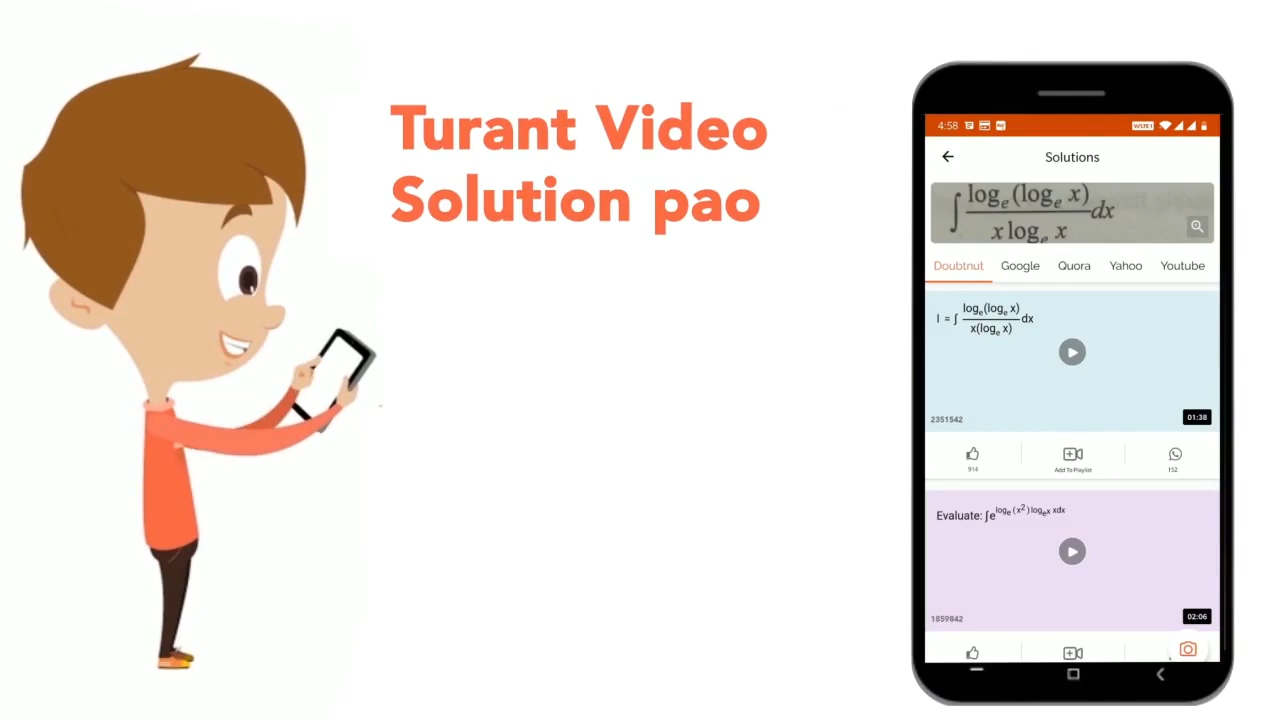 Turant Video
Solution pao
4:58
VoLTE1
Solutions
∫ logₑ(logₑ x) / x logₑ x dx
Doubtnut Google Quora Yahoo Youtube
I = ∫ logₑ(logₑ x) / x(logₑ x) dx
2351542 01:38
914 Add To Playlist 152
Evaluate: ∫e^(logₑ(x²)logₑx xdx)
1859842 02:06